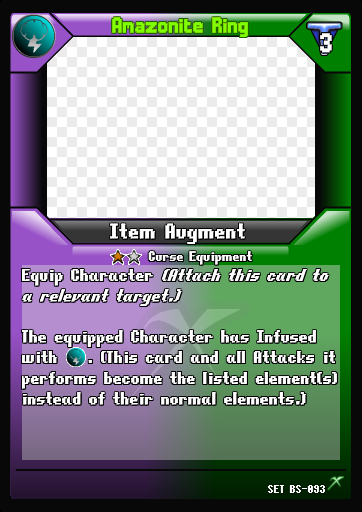 Amazonite Ring
3
Item Augment
Curse Equipment
Equip Character (Attach this card to
a relevant target.)
The equipped Character has Infused
with . (This card and all Attacks it
performs become the listed element(s)
instead of their normal elements.)
SET BS-093